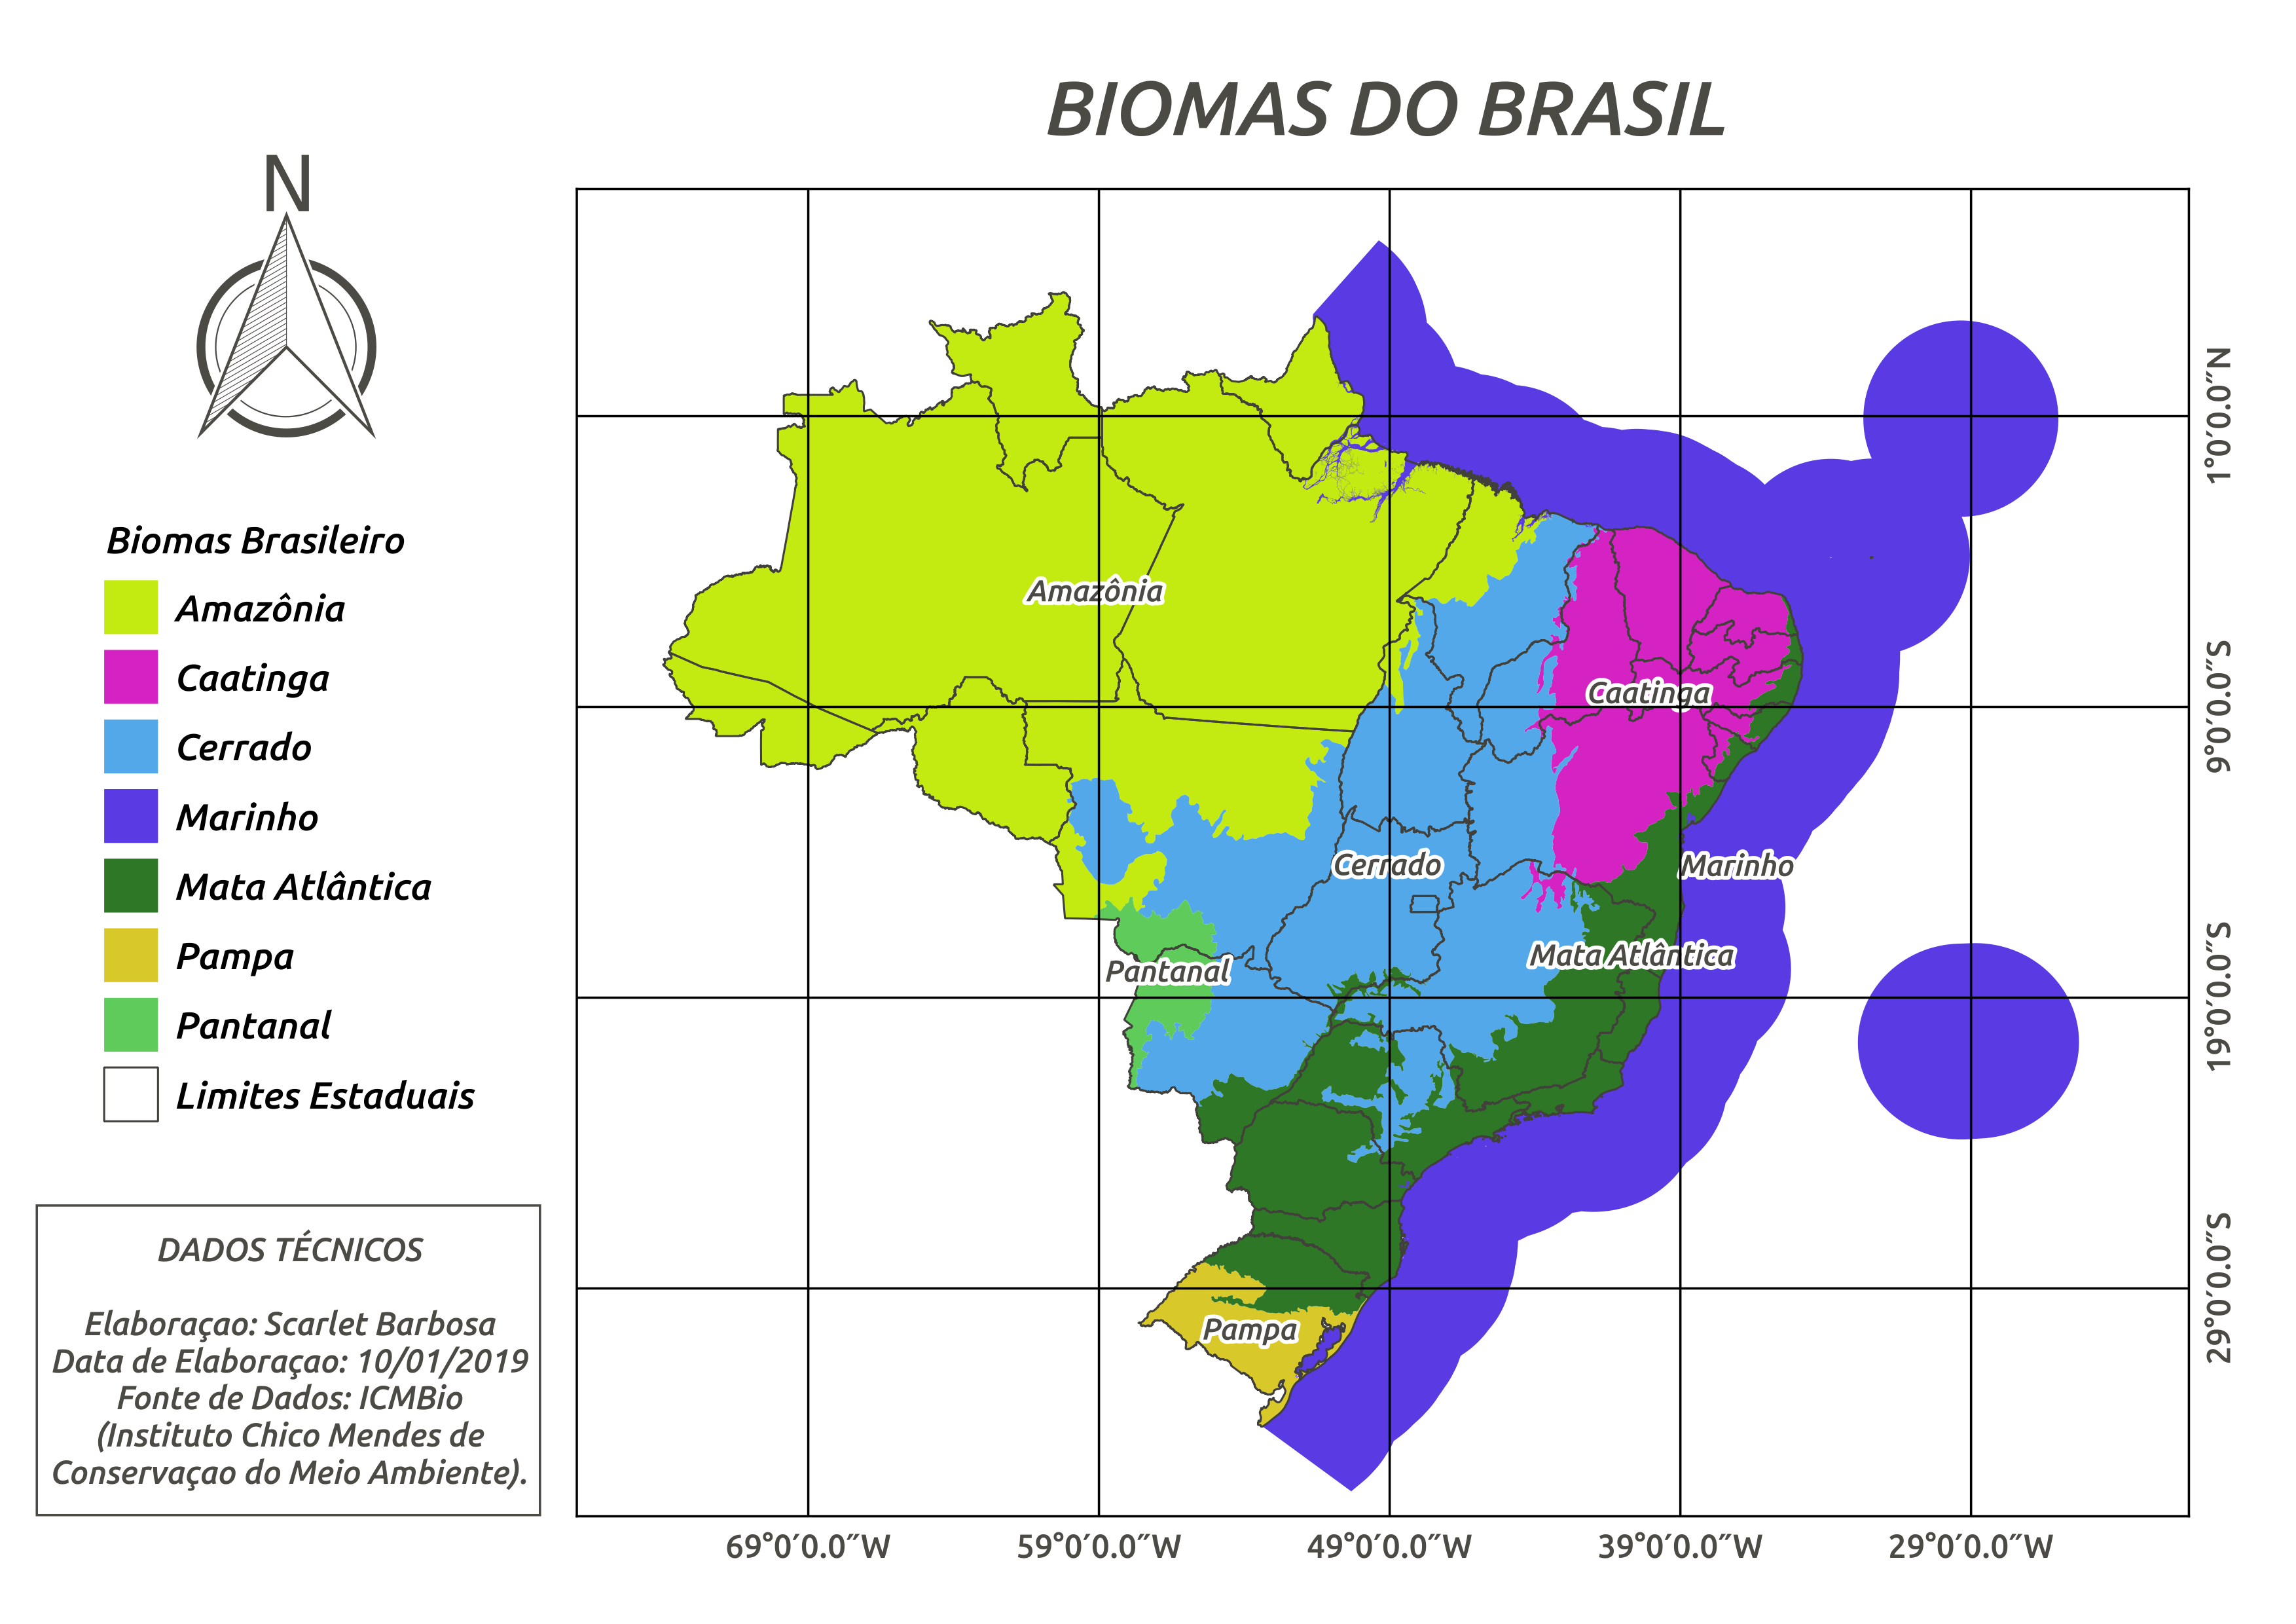 BIOMAS DO BRASIL
N
Biomas Brasileiro
Amazônia
Caatinga
Cerrado
Marinho
Mata Atlântica
Pampa
Pantanal
Limites Estaduais
DADOS TÉCNICOS
Elaboraçao: Scarlet Barbosa
Data de Elaboraçao: 10/01/2019
Fonte de Dados: ICMBio
(Instituto Chico Mendes de
Conservaçao do Meio Ambiente).
Amazônia
Caatinga
Cerrado
Marinho
Mata Atlântica
Pantanal
Pampa
1°0′0.0″N
9°0′0.0″S
19°0′0.0″S
29°0′0.0″S
69°0′0.0″W
59°0′0.0″W
49°0′0.0″W
39°0′0.0″W
29°0′0.0″W